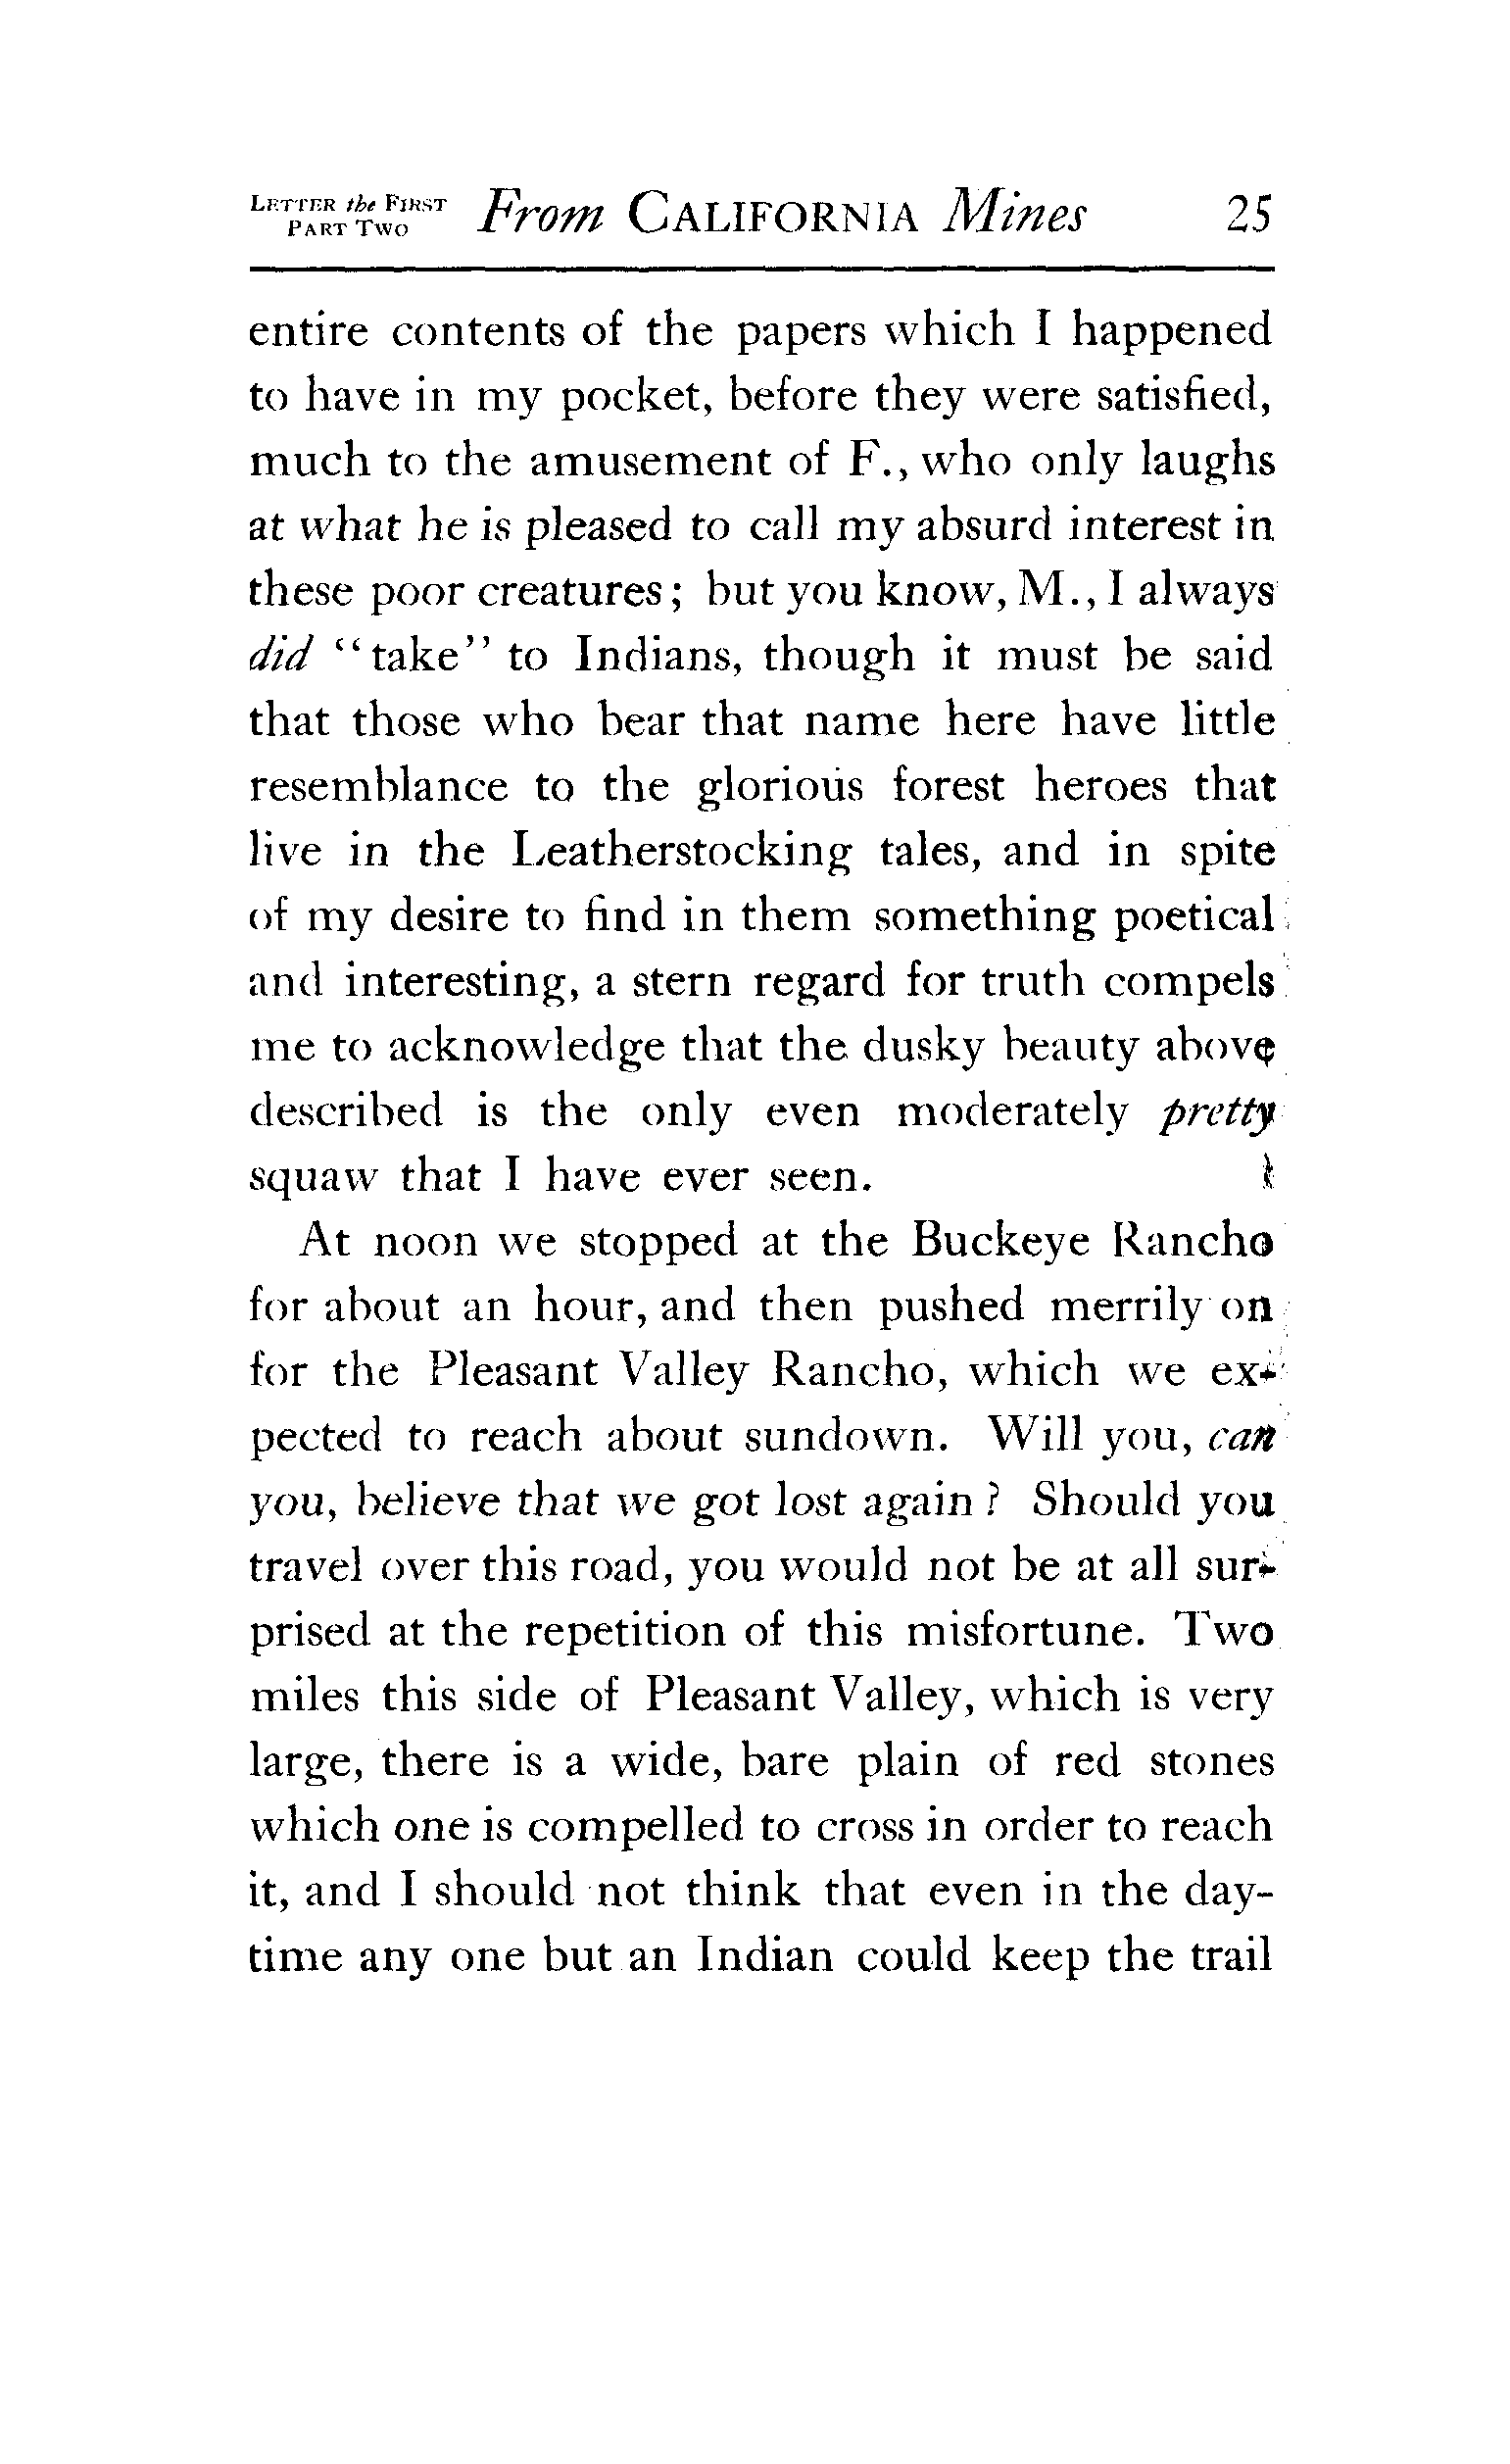 LETTER the FIRST From CALIFORNIA Mines 25
PART TWO
entire contents of the papers which I happened
to have in my pocket, before they were satisfied,
much to the amusement of F., who only laughs
at what he is pleased to call my absurd interest in
these poor creatures; but you know, M., I always
did "take" to Indians, though it must be said
that those who bear that name here have little
resemblance to the glorious forest heroes that
live in the Leatherstocking tales, and in spite
of my desire to find in them something poetical
and interesting, a stern regard for truth compels
me to acknowledge that the dusky beauty above
described is the only even moderately pretty
squaw that I have ever seen.
At noon we stopped at the Buckeye Rancho
for about an hour, and then pushed merrily on
for the Pleasant Valley Rancho, which we ex-
pected to reach about sundown. Will you, can
you, believe that we got lost again? Should you
travel over this road, you would not be at all sur-
prised at the repetition of this misfortune. Two
miles this side of Pleasant Valley, which is very
large, there is a wide, bare plain of red stones
which one is compelled to cross in order to reach
it, and I should not think that even in the day-
time any one but an Indian could keep the trail